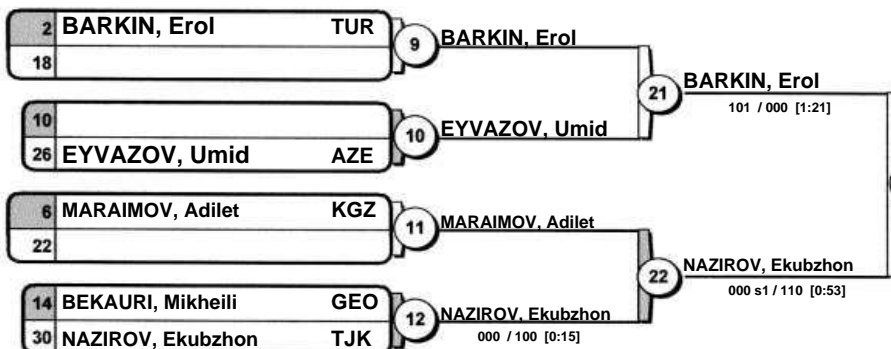 2 BARKIN, Erol TUR
18
9 BARKIN, Erol
21 BARKIN, Erol
101 / 000 [1:21]
10
26 EYVAZOV, Umid AZE
10 EYVAZOV, Umid
6 MARAIMOV, Adilet KGZ
22
11 MARAIMOV, Adilet
22 NAZIROV, Ekubzhon
000 s1 / 110 [0:53]
14 BEKAURI, Mikheili GEO
30 NAZIROV, Ekubzhon TJK
12 NAZIROV, Ekubzhon
000 / 100 [0:15]